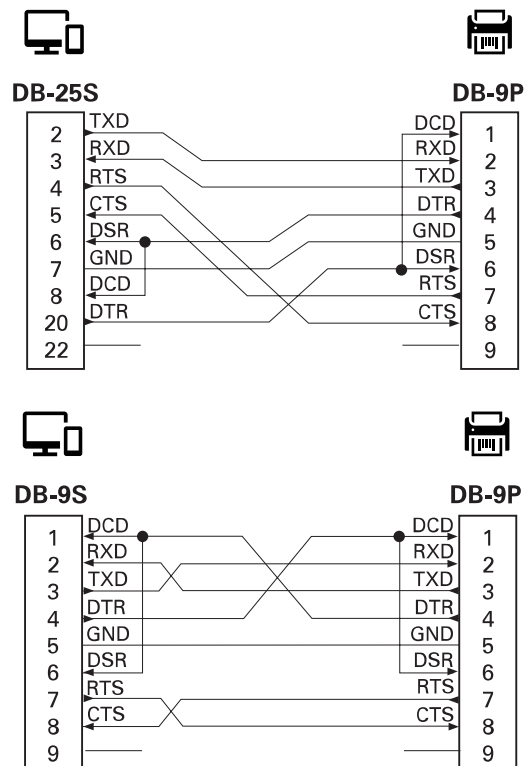 DB-25S DB-9P
2 TXD DCD 1
3 RXD RXD 2
4 RTS TXD 3
5 CTS DTR 4
6 DSR GND 5
7 GND DSR 6
8 DCD RTS 7
20 DTR CTS 8
22 9
DB-9S DB-9P
1 DCD DCD 1
2 RXD RXD 2
3 TXD TXD 3
4 DTR DTR 4
5 GND GND 5
6 DSR DSR 6
7 RTS RTS 7
8 CTS CTS 8
9 9